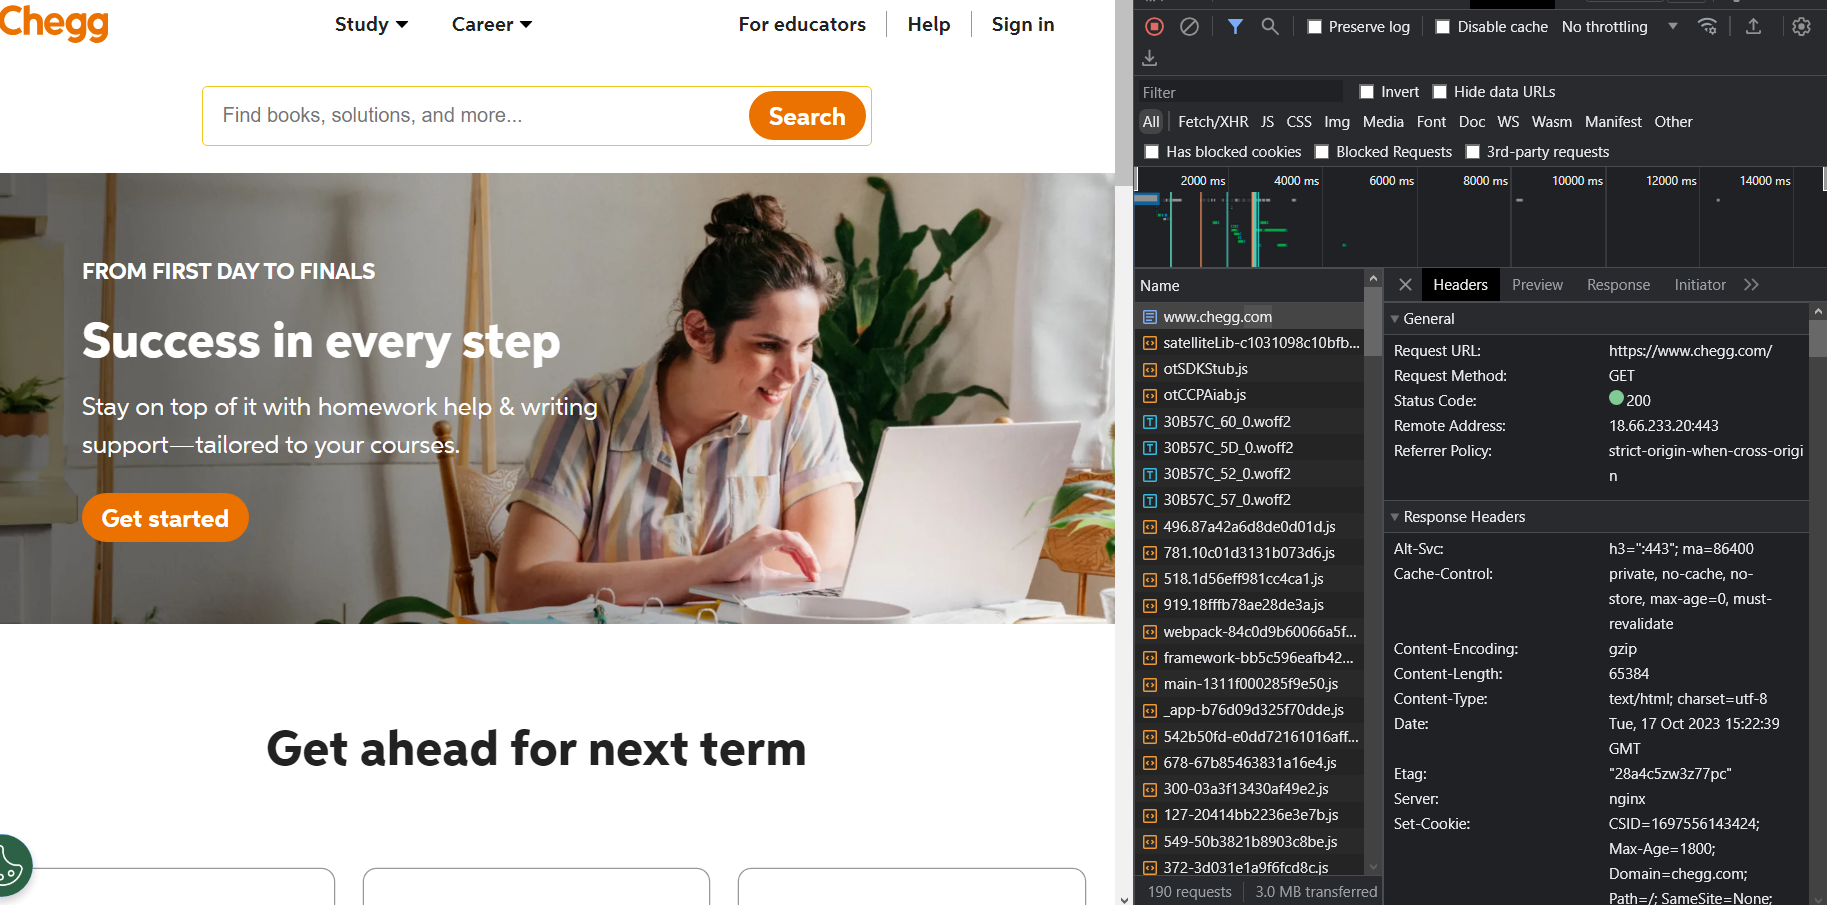 Chegg
Study
Career
For educators
Help
Sign in
Find books, solutions, and more...
Search
FROM FIRST DAY TO FINALS
Success in every step
Stay on top of it with homework help & writing
support—tailored to your courses.
Get started
Get ahead for next term
Preserve log
Disable cache
No throttling
Filter
Invert
Hide data URLs
All
Fetch/XHR JS CSS Img Media Font Doc WS Wasm Manifest Other
Has blocked cookies
Blocked Requests
3rd-party requests
2000 ms 4000 ms 6000 ms 8000 ms 10000 ms 12000 ms 14000 ms
Name
www.chegg.com
satelliteLib-c1031098c10bfb...
otSDKStub.js
otCCPAiab.js
30B57C_60_0.woff2
30B57C_5D_0.woff2
30B57C_52_0.woff2
30B57C_57_0.woff2
496.87a42a6d8de0d01d.js
781.10c01d3131b073d6.js
518.1d56eff981cc4ca1.js
919.18fffb78ae28de3a.js
webpack-84c0d9b60066a5f...
framework-bb5c596eafb42...
main-1311f000285f9e50.js
_app-b76d09d325f70dde.js
542b50fd-e0dd72161016aff...
678-67b85463831a16e4.js
300-03a3f13430af49e2.js
127-20414bb2236e3e7b.js
549-50b3821b8903c8be.js
372-3d031e1a9f6fcd8c.js
190 requests
3.0 MB transferred
Headers Preview Response Initiator
General
Request URL: https://www.chegg.com/
Request Method: GET
Status Code: 200
Remote Address: 18.66.233.20:443
Referrer Policy: strict-origin-when-cross-origi
n
Response Headers
Alt-Svc: h3=":443"; ma=86400
Cache-Control: private, no-cache, no-
store, max-age=0, must-
revalidate
Content-Encoding: gzip
Content-Length: 65384
Content-Type: text/html; charset=utf-8
Date: Tue, 17 Oct 2023 15:22:39
GMT
Etag: "28a4c5zw3z77pc"
Server: nginx
Set-Cookie: CSID=1697556143424;
Max-Age=1800;
Domain=chegg.com;
Path=/; SameSite=None;